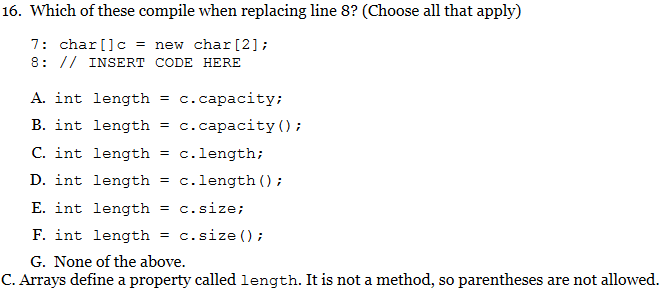 16. Which of these compile when replacing line 8? (Choose all that apply)
7: char[]c = new char[2];
8: // INSERT CODE HERE
A. int length = c.capacity;
B. int length = c.capacity();
C. int length = c.length;
D. int length = c.length();
E. int length = c.size;
F. int length = c.size();
G. None of the above.
C. Arrays define a property called length. It is not a method, so parentheses are not allowed.